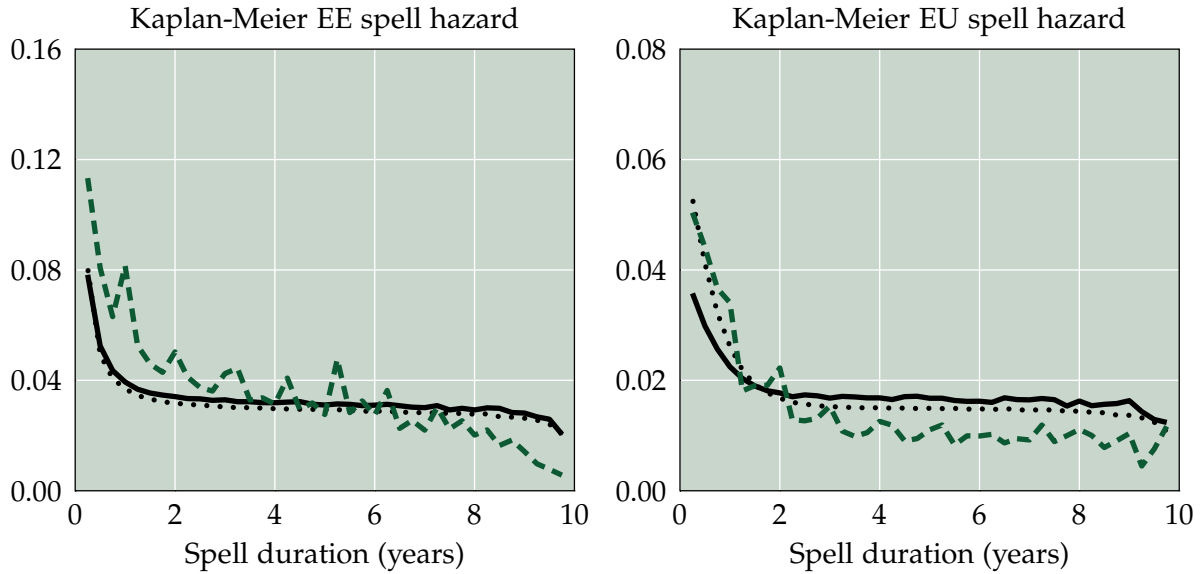 Kaplan-Meier EE spell hazard
0.16
0.12
0.08
0.04
0.00
0 2 4 6 8 10
Spell duration (years)
Kaplan-Meier EU spell hazard
0.08
0.06
0.04
0.02
0.00
0 2 4 6 8 10
Spell duration (years)